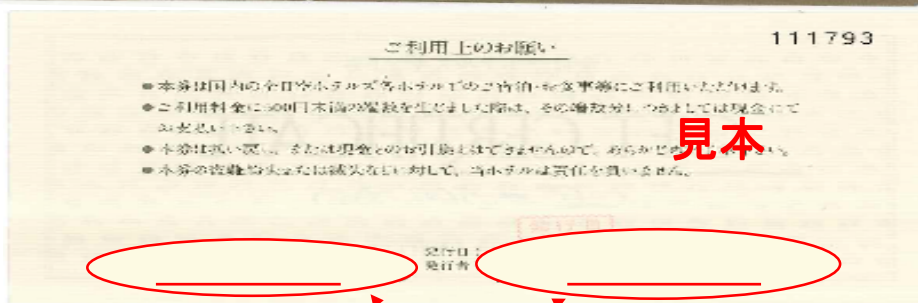 111793
ご利用上のお願い
●本券は国内の全日空ホテルズ各ホテルでのご宿泊・お食事等にご利用いただけます。
●ご利用料金に500円未満の端数を生じました際は、その端数分につきましては現金にて
お支払い下さい。
●本券は払い戻し、または現金とのお引換えはできませんので、あらかじめ
見本
さい。
●本券の盗難紛失または滅失などに対して、当ホテルは責任を負いません。
発行日:
発行者